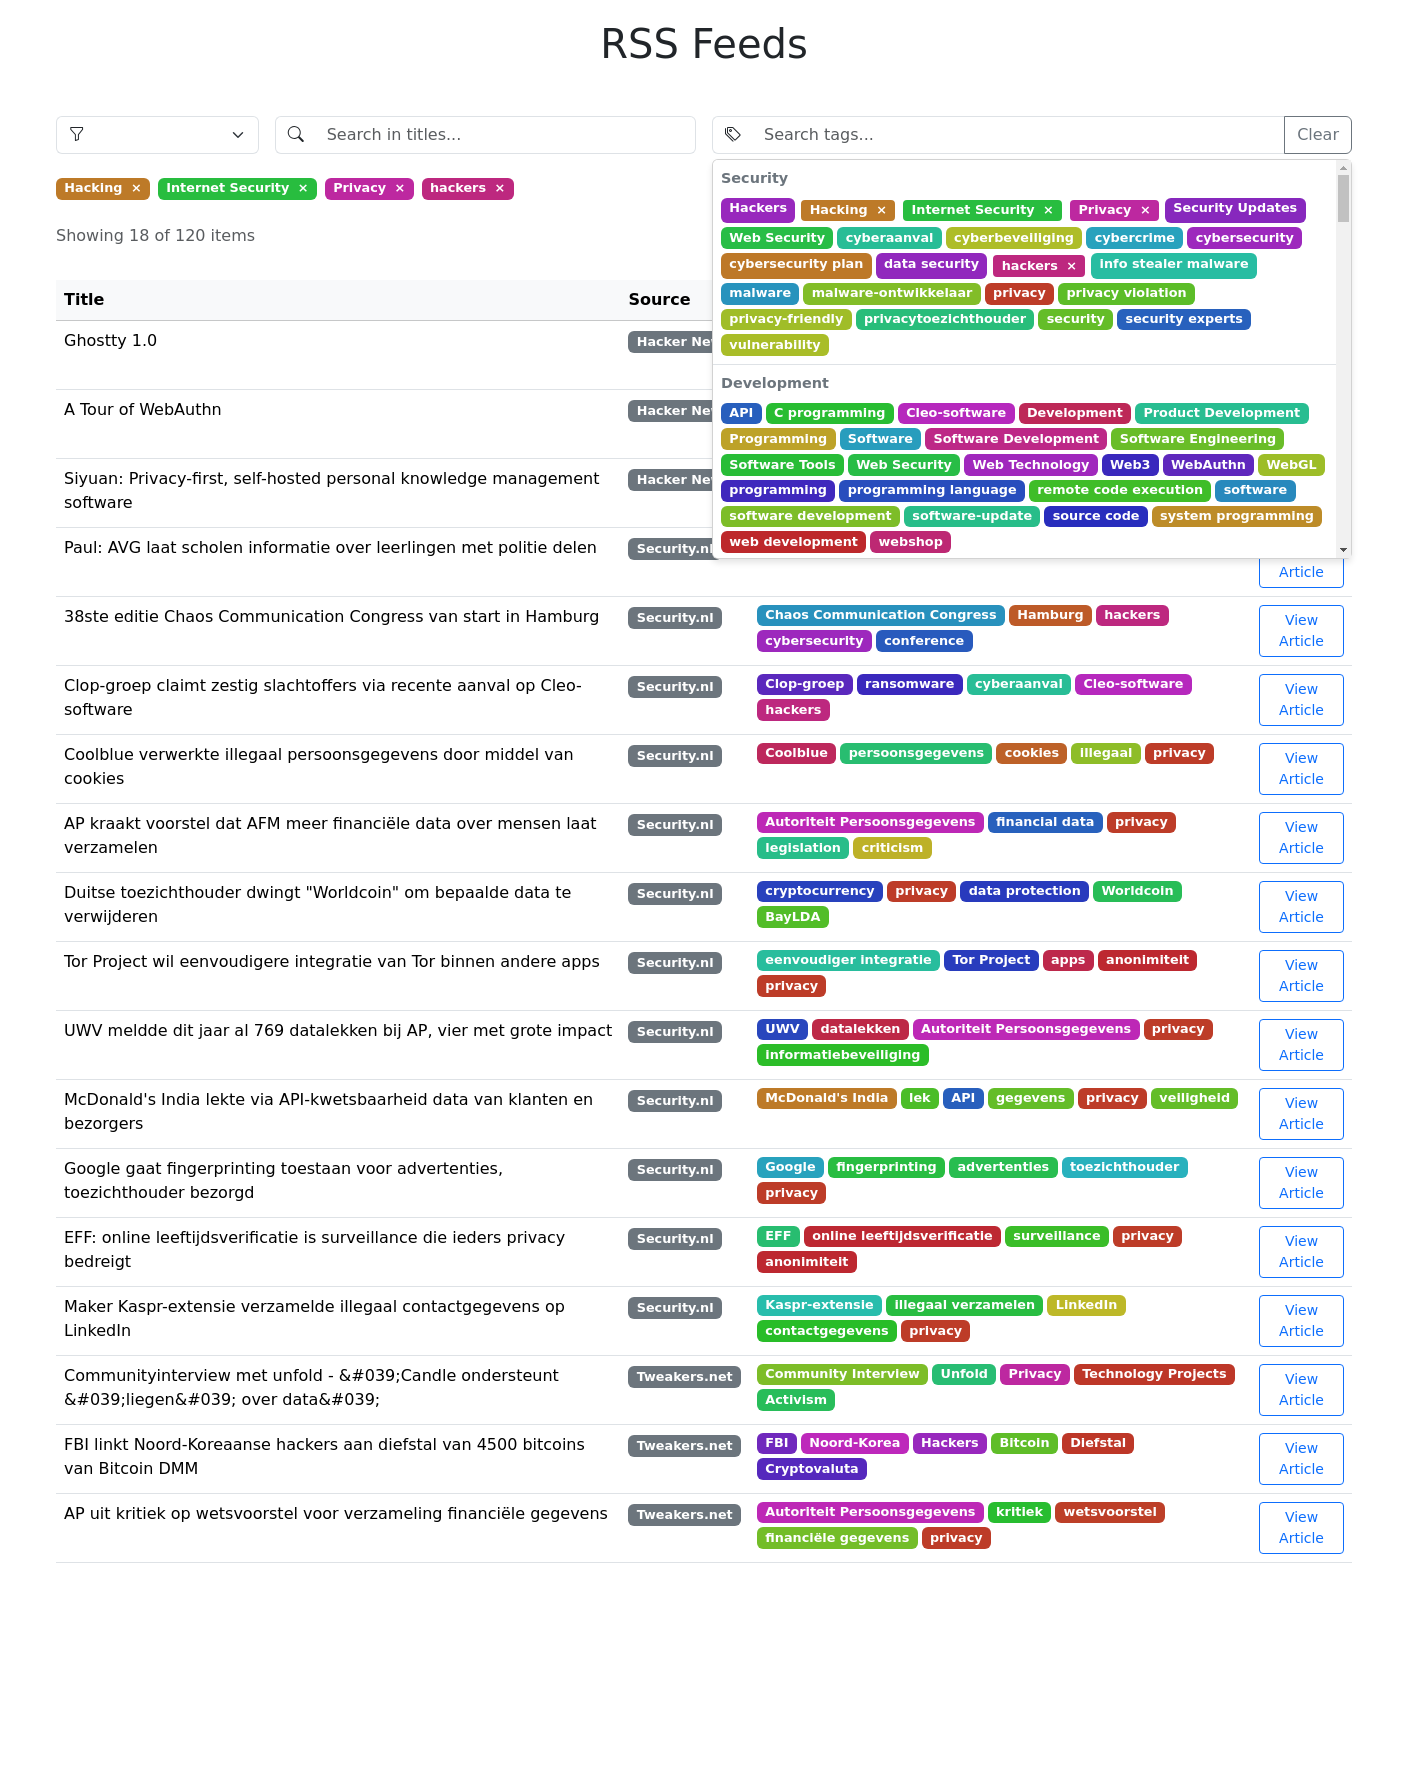 RSS Feeds
Search in titles...
Search tags...
Clear
Hacking × Internet Security × Privacy × hackers ×
Showing 18 of 120 items
Security
Hackers Hacking × Internet Security × Privacy × Security Updates
Web Security cyberaanval cyberbeveiliging cybercrime cybersecurity
cybersecurity plan data security hackers × info stealer malware
malware malware-ontwikkelaar privacy privacy violation
privacy-friendly privacytoezichthouder security security experts
vulnerability
Development
API C programming Cleo-software Development Product Development
Programming Software Software Development Software Engineering
Software Tools Web Security Web Technology Web3 WebAuthn WebGL
programming programming language remote code execution software
software development software-update source code system programming
web development webshop
Title Source
Ghostty 1.0 Hacker
A Tour of WebAuthn Hacker
Siyuan: Privacy-first, self-hosted personal knowledge management
software
Hacker
Paul: AVG laat scholen informatie over leerlingen met politie delen
Security.nl
Article
38ste editie Chaos Communication Congress van start in Hamburg
Security.nl
Chaos Communication Congress Hamburg hackers
cybersecurity conference
View
Article
Clop-groep claimt zestig slachtoffers via recente aanval op Cleo-
software
Security.nl
Clop-groep ransomware cyberaanval Cleo-software
hackers
View
Article
Coolblue verwerkte illegaal persoonsgegevens door middel van
cookies
Security.nl
Coolblue persoonsgegevens cookies illegaal privacy
View
Article
AP kraakt voorstel dat AFM meer financiële data over mensen laat
verzamelen
Security.nl
Autoriteit Persoonsgegevens financial data privacy
legislation criticism
View
Article
Duitse toezichthouder dwingt "Worldcoin" om bepaalde data te
verwijderen
Security.nl
cryptocurrency privacy data protection Worldcoin
BayLDA
View
Article
Tor Project wil eenvoudigere integratie van Tor binnen andere apps
Security.nl
eenvoudiger integratie Tor Project apps anonimiteit
privacy
View
Article
UWV meldde dit jaar al 769 datalekken bij AP, vier met grote impact
Security.nl
UWV datalekken Autoriteit Persoonsgegevens privacy
informatiebeveiliging
View
Article
McDonald's India lekte via API-kwetsbaarheid data van klanten en
bezorgers
Security.nl
McDonald's India lek API gegevens privacy veiligheid
View
Article
Google gaat fingerprinting toestaan voor advertenties,
toezichthouder bezorgd
Security.nl
Google fingerprinting advertenties toezichthouder
privacy
View
Article
EFF: online leeftijdsverificatie is surveillance die ieders privacy
bedreigt
Security.nl
EFF online leeftijdsverificatie surveillance privacy
anonimiteit
View
Article
Maker Kaspr-extensie verzamelde illegaal contactgegevens op
LinkedIn
Security.nl
Kaspr-extensie illegaal verzamelen LinkedIn
contactgegevens privacy
View
Article
Communityinterview met unfold - &#039;Candle ondersteunt
&#039;liegen&#039; over data&#039;
Tweakers.net
Community Interview Unfold Privacy Technology Projects
Activism
View
Article
FBI linkt Noord-Koreaanse hackers aan diefstal van 4500 bitcoins
van Bitcoin DMM
Tweakers.net
FBI Noord-Korea Hackers Bitcoin Diefstal
Cryptovaluta
View
Article
AP uit kritiek op wetsvoorstel voor verzameling financiële gegevens
Tweakers.net
Autoriteit Persoonsgegevens kritiek wetsvoorstel
financiële gegevens privacy
View
Article